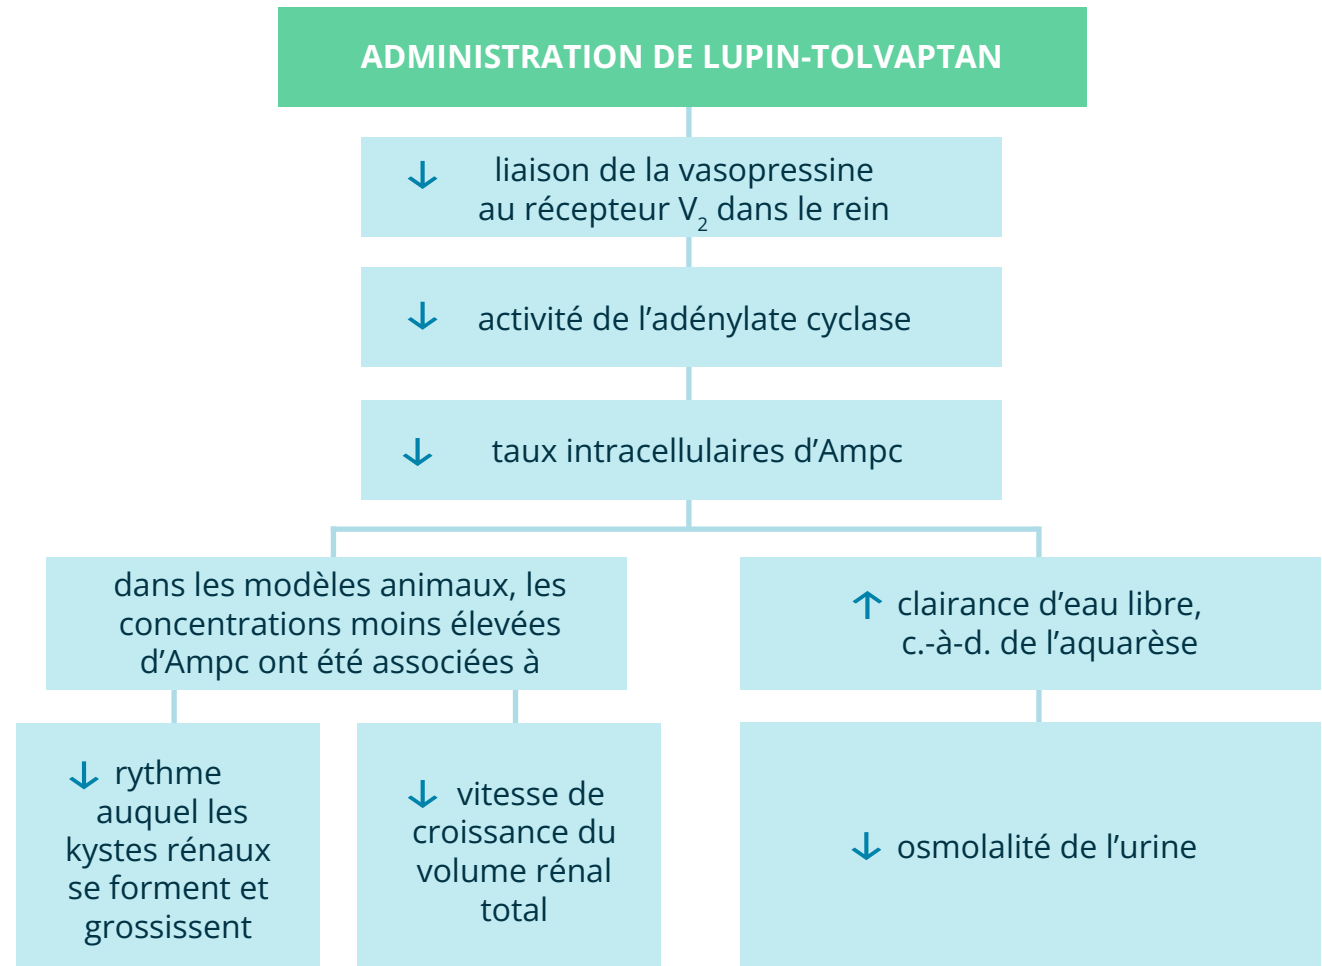 ADMINISTRATION DE LUPIN-TOLVAPTAN
↓ liaison de la vasopressine
au récepteur V₂ dans le rein
↓ activité de l’adénylate cyclase
↓ taux intracellulaires d’Ampc
dans les modèles animaux, les
concentrations moins élevées
d’Ampc ont été associées à
↑ clairance d’eau libre,
c.-à-d. de l’aquarèse
↓ rythme
auquel les
kystes rénaux
se forment et
grossissent
↓ vitesse de
croissance du
volume rénal
total
↓ osmolalité de l’urine